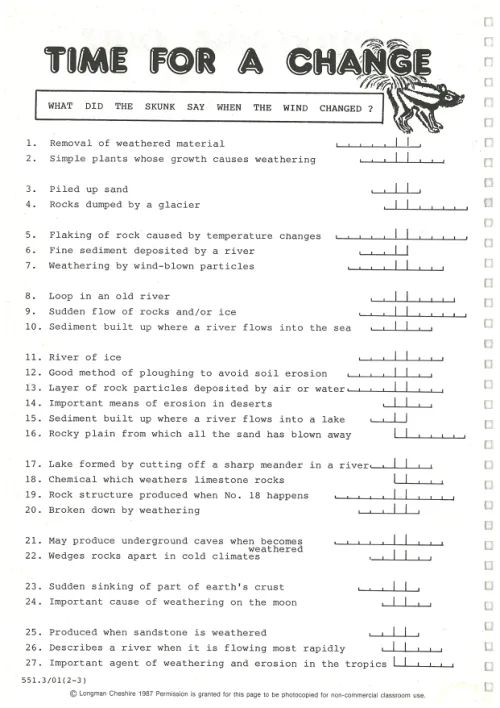 TIME FOR A CHANGE
WHAT DID THE SKUNK SAY WHEN THE WIND CHANGED ?
1. Removal of weathered material
2. Simple plants whose growth causes weathering
3. Piled up sand
4. Rocks dumped by a glacier
5. Flaking of rock caused by temperature changes
6. Fine sediment deposited by a river
7. Weathering by wind-blown particles
8. Loop in an old river
9. Sudden flow of rocks and/or ice
10. Sediment built up where a river flows into the sea
11. River of ice
12. Good method of ploughing to avoid soil erosion
13. Layer of rock particles deposited by air or water
14. Important means of erosion in deserts
15. Sediment built up where a river flows into a lake
16. Rocky plain from which all the sand has blown away
17. Lake formed by cutting off a sharp meander in a river
18. Chemical which weathers limestone rocks
19. Rock structure produced when No. 18 happens
20. Broken down by weathering
21. May produce underground caves when becomes
weathered
22. Wedges rocks apart in cold climates
23. Sudden sinking of part of earth's crust
24. Important cause of weathering on the moon
25. Produced when sandstone is weathered
26. Describes a river when it is flowing most rapidly
27. Important agent of weathering and erosion in the tropics
551.3/01(2-3)
© Longman Cheshire 1987 Permission is granted for this page to be photocopied for non-commercial classroom use.